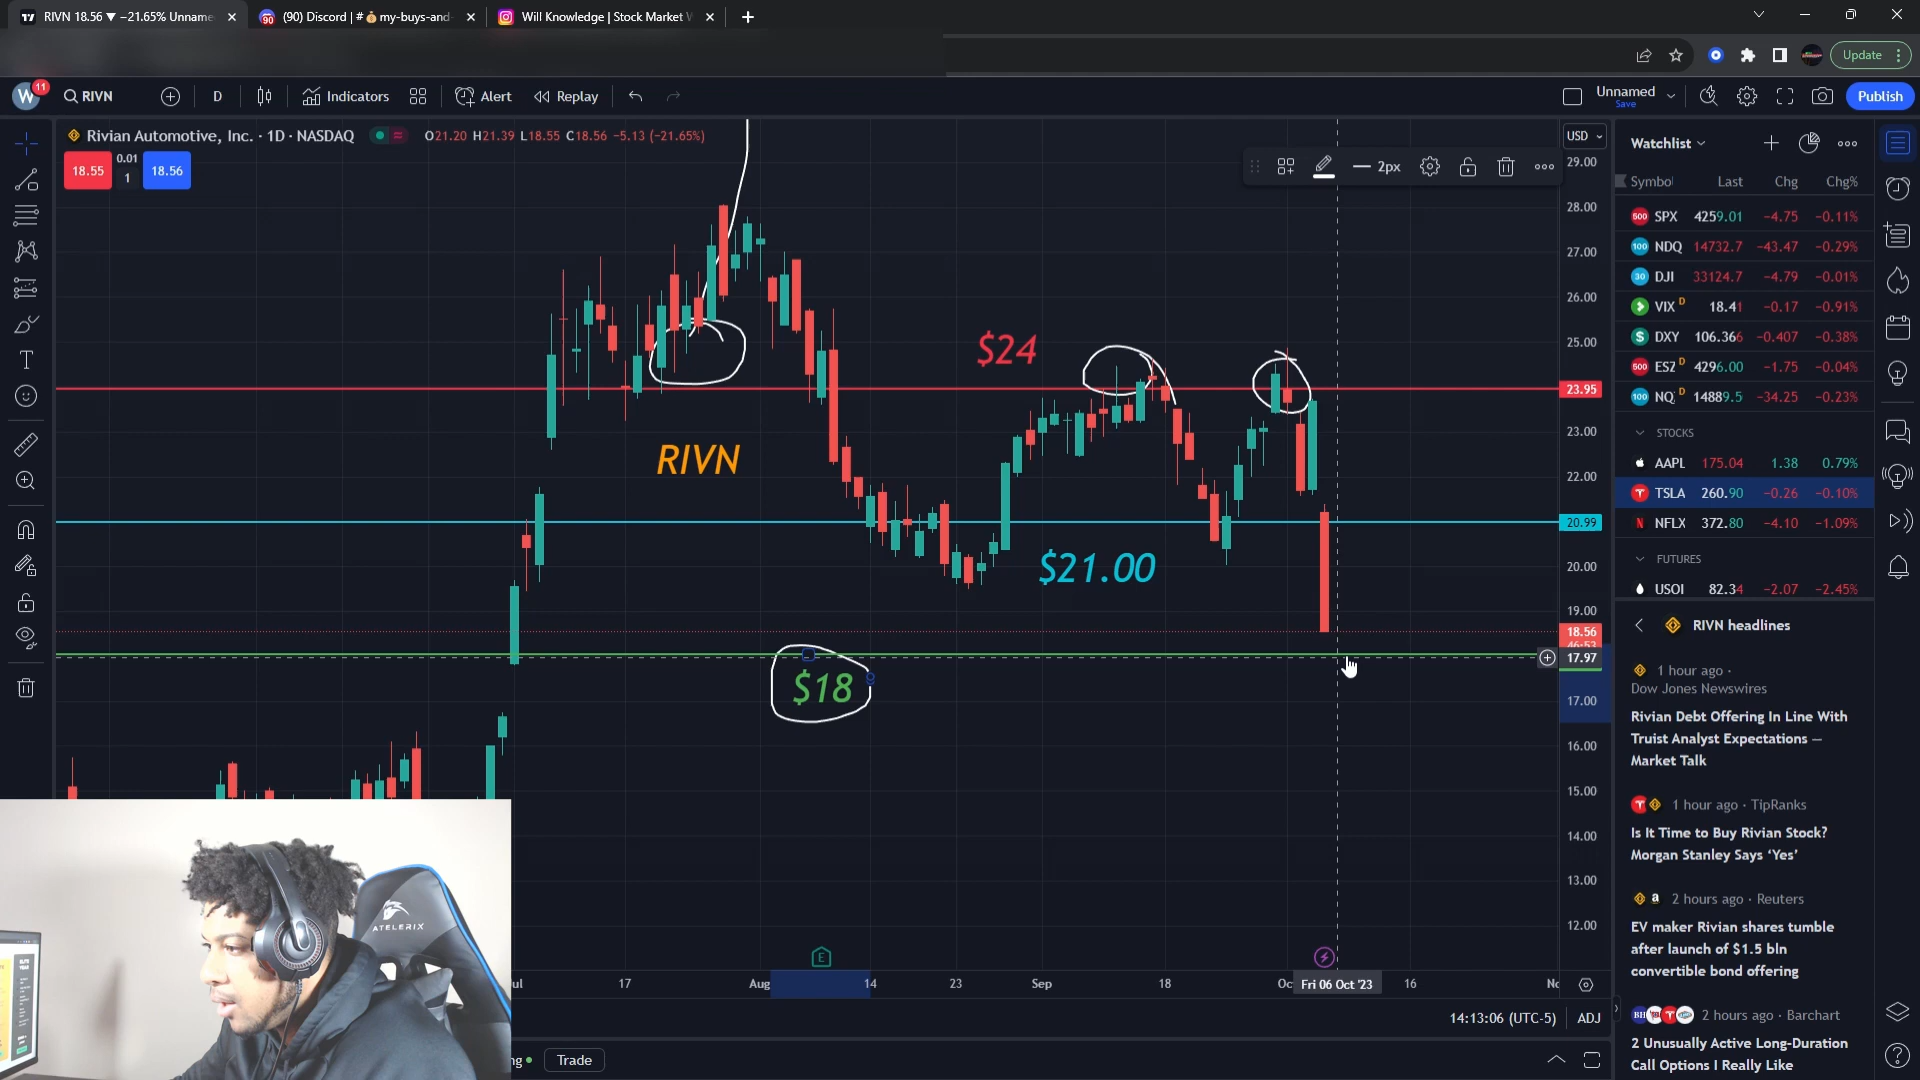 RIVN 18.56 ▼ −21.65% Unname
(90) Discord | # 💰my-buys-and-
Will Knowledge | Stock Market
Update
W 11
RIVN
D
Indicators
Alert
Replay
Unnamed
Save
Publish
Rivian Automotive, Inc. · 1D · NASDAQ
O21.20 H21.39 L18.55 C18.56 −5.13 (−21.65%)
18.55
0.01
1
18.56
2px
USD
29.00
28.00
27.00
26.00
25.00
23.95
23.00
22.00
20.99
20.00
19.00
18.56
46:53
17.97
17.00
16.00
15.00
14.00
13.00
12.00
$24
RIVN
$21.00
$18
E
17
Aug
14
23
Sep
18
Fri 06 Oct '23
16
14:13:06 (UTC-5)
ADJ
Trade
ATELERIX
Watchlist
Symbol Last Chg Chg%
500 SPX 4259.01 −4.75 −0.11%
100 NDQ 14732.7 −43.47 −0.29%
30 DJI 33124.7 −4.79 −0.01%
VIX D 18.41 −0.17 −0.91%
$ DXY 106.366 −0.407 −0.38%
500 ESZ D 4296.00 −1.75 −0.04%
100 NQ D 14889.5 −34.25 −0.23%
STOCKS
AAPL 175.04 1.38 0.79%
TSLA 260.90 −0.26 −0.10%
N NFLX 372.80 −4.10 −1.09%
FUTURES
USOI 82.34 −2.07 −2.45%
RIVN headlines
1 hour ago ·
Dow Jones Newswires
Rivian Debt Offering In Line With
Truist Analyst Expectations —
Market Talk
1 hour ago · TipRanks
Is It Time to Buy Rivian Stock?
Morgan Stanley Says 'Yes'
2 hours ago · Reuters
EV maker Rivian shares tumble
after launch of $1.5 bln
convertible bond offering
2 hours ago · Barchart
2 Unusually Active Long-Duration
Call Options I Really Like